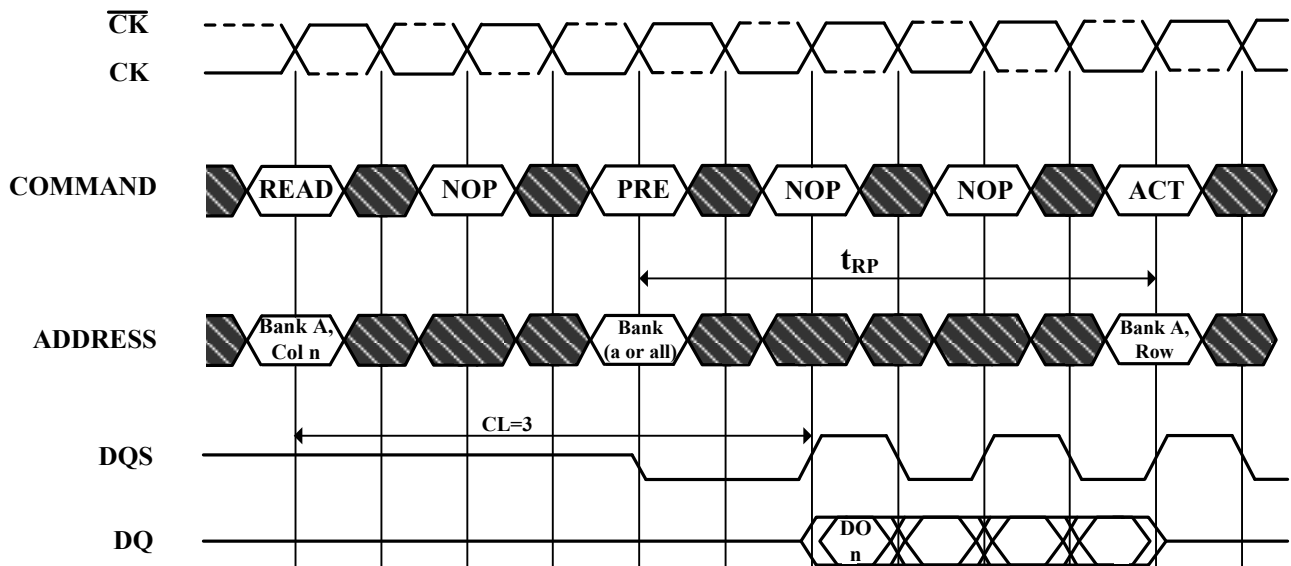 CK
CK
COMMAND READ NOP PRE NOP NOP ACT
tRP
ADDRESS Bank A, Col n Bank (a or all) Bank A, Row
CL=3
DQS
DQ DO n